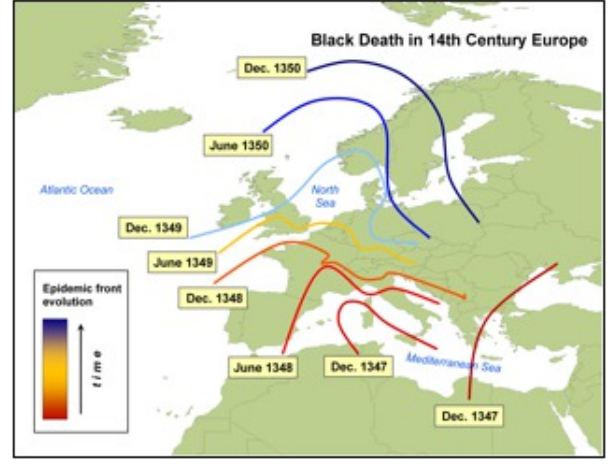 Black Death in 14th Century Europe
Dec. 1350
June 1350
Atlantic Ocean
North
Sea
Dec. 1349
June 1349
Dec. 1348
Epidemic front
evolution
time
June 1348
Dec. 1347
Mediterranean Sea
Dec. 1347